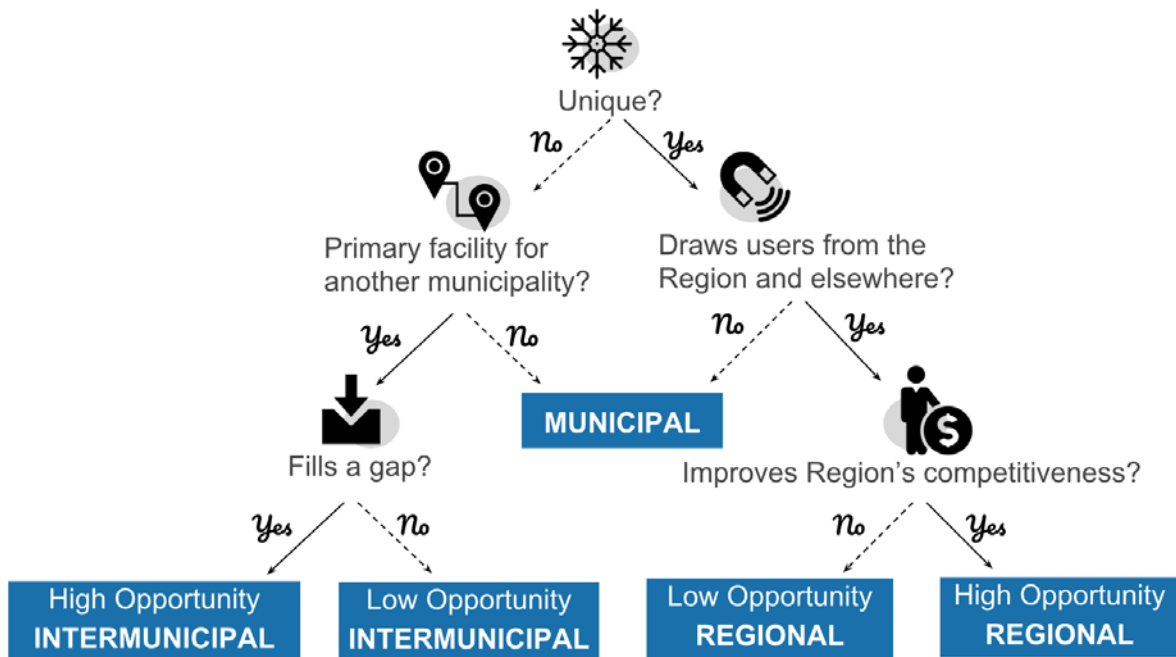 Unique?
No
Yes
Primary facility for
another municipality?
Draws users from the
Region and elsewhere?
Yes
No
No
Yes
MUNICIPAL
$
Fills a gap?
Improves Region's competitiveness?
Yes
No
No
Yes
High Opportunity
INTERMUNICIPAL
Low Opportunity
INTERMUNICIPAL
Low Opportunity
REGIONAL
High Opportunity
REGIONAL